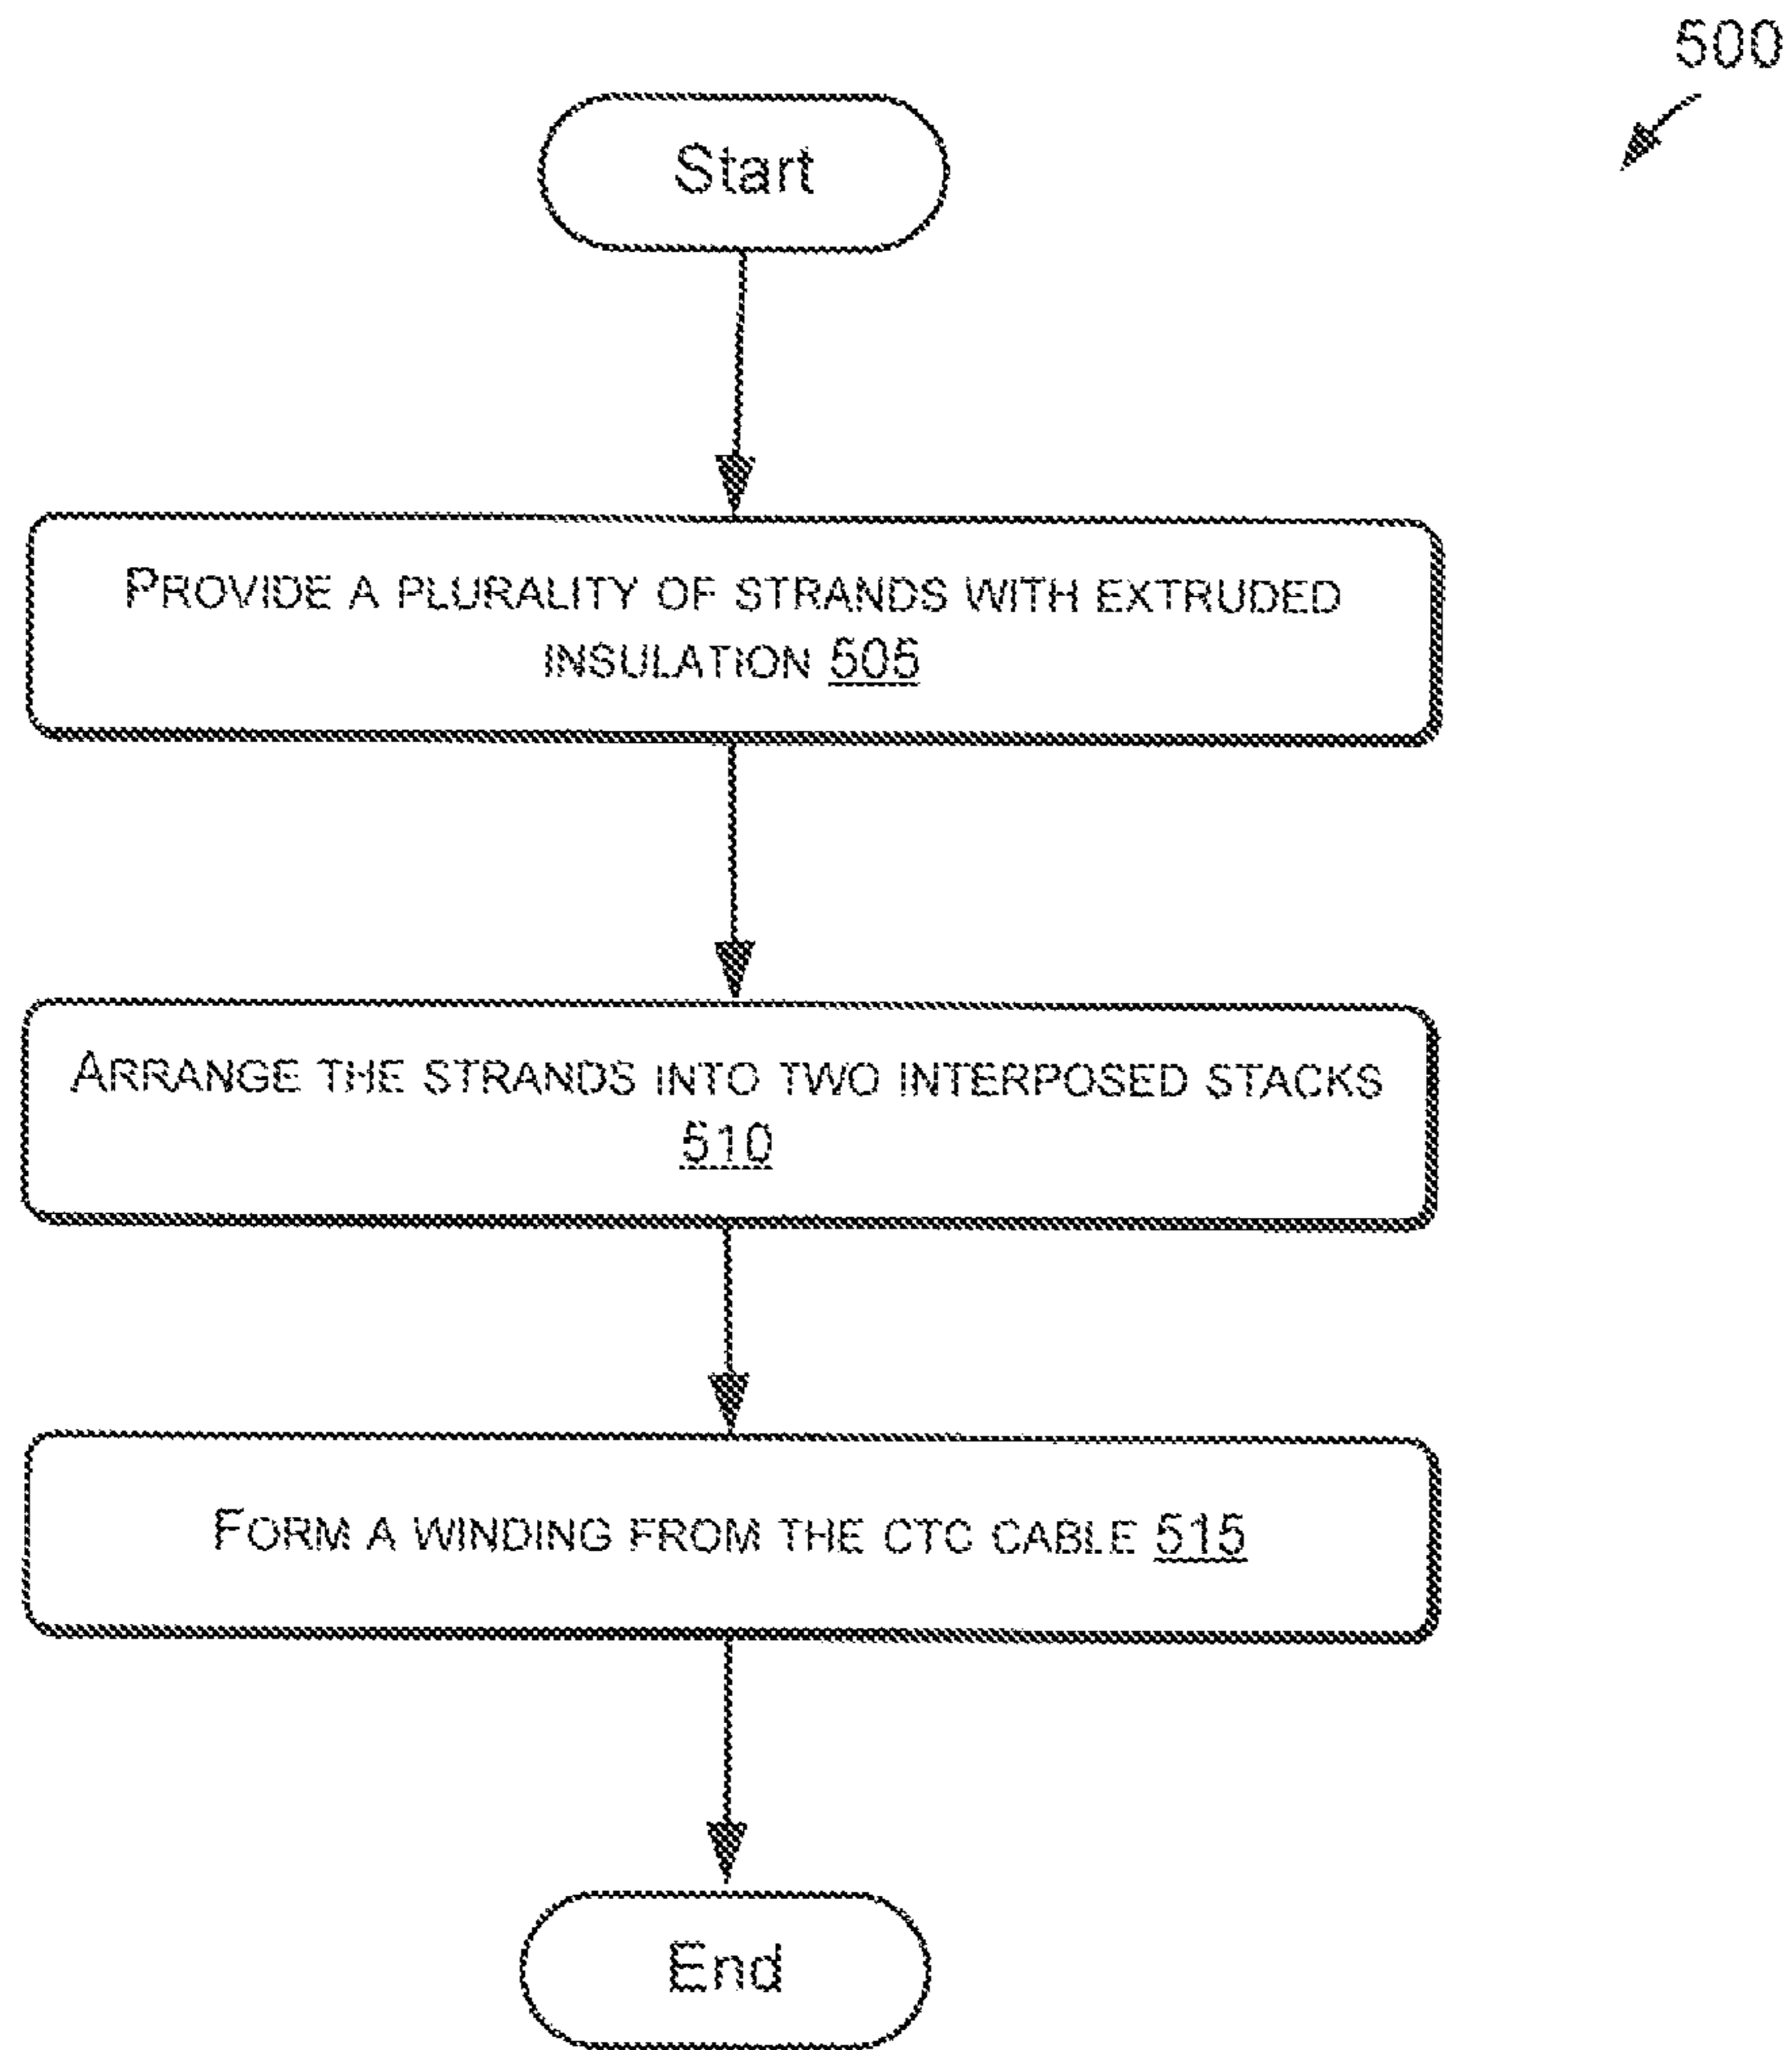 500
Start
PROVIDE A PLURALITY OF STRANDS WITH EXTRUDED
INSULATION 505
ARRANGE THE STRANDS INTO TWO INTERPOSED STACKS
510
FORM A WINDING FROM THE CTC CABLE 515
End